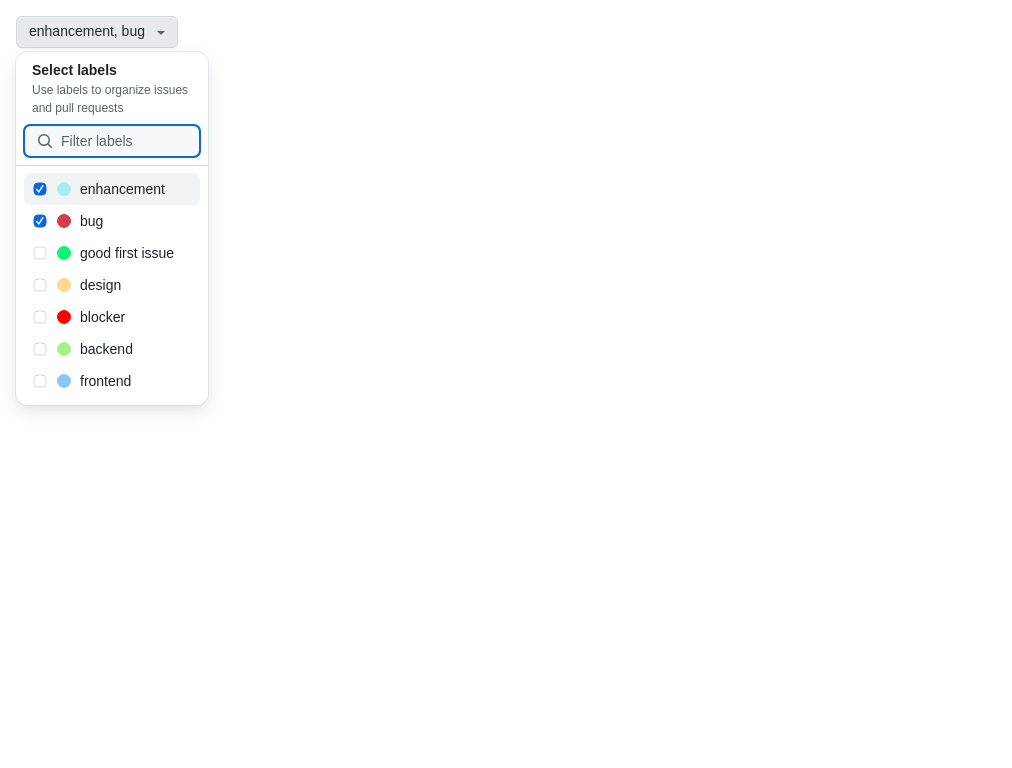 enhancement, bug
Select labels
Use labels to organize issues
and pull requests
Filter labels
enhancement
bug
good first issue
design
blocker
backend
frontend